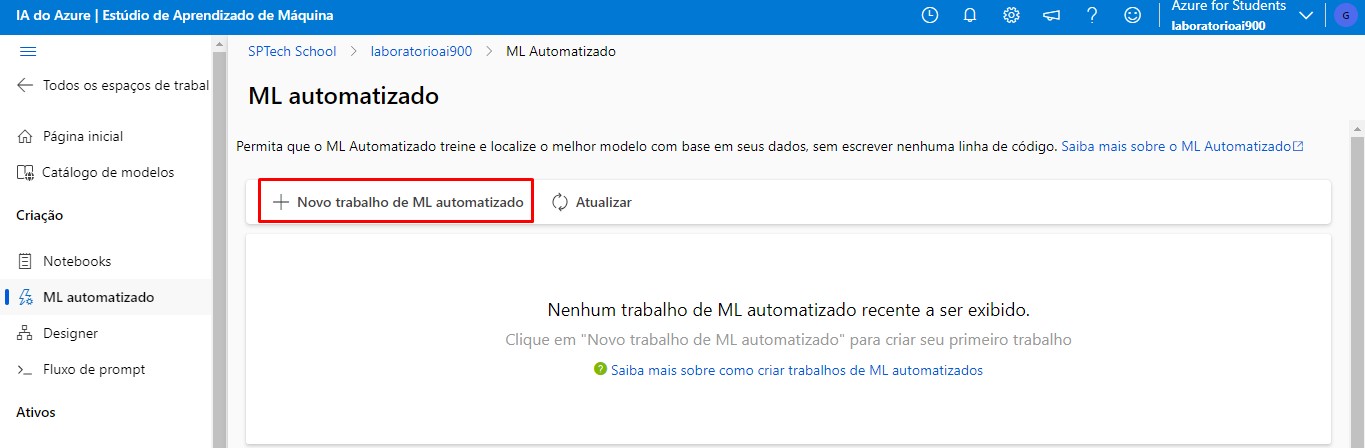 IA do Azure | Estúdio de Aprendizado de Máquina
Azure for Students
laboratorioai900
G
Todos os espaços de trabal
Página inicial
Catálogo de modelos
Criação
Notebooks
ML automatizado
Designer
Fluxo de prompt
Ativos
SPTech School > laboratorioai900 > ML Automatizado
ML automatizado
Permita que o ML Automatizado treine e localize o melhor modelo com base em seus dados, sem escrever nenhuma linha de código. Saiba mais sobre o ML Automatizado
Novo trabalho de ML automatizado Atualizar
Nenhum trabalho de ML automatizado recente a ser exibido.
Clique em "Novo trabalho de ML automatizado" para criar seu primeiro trabalho
Saiba mais sobre como criar trabalhos de ML automatizados